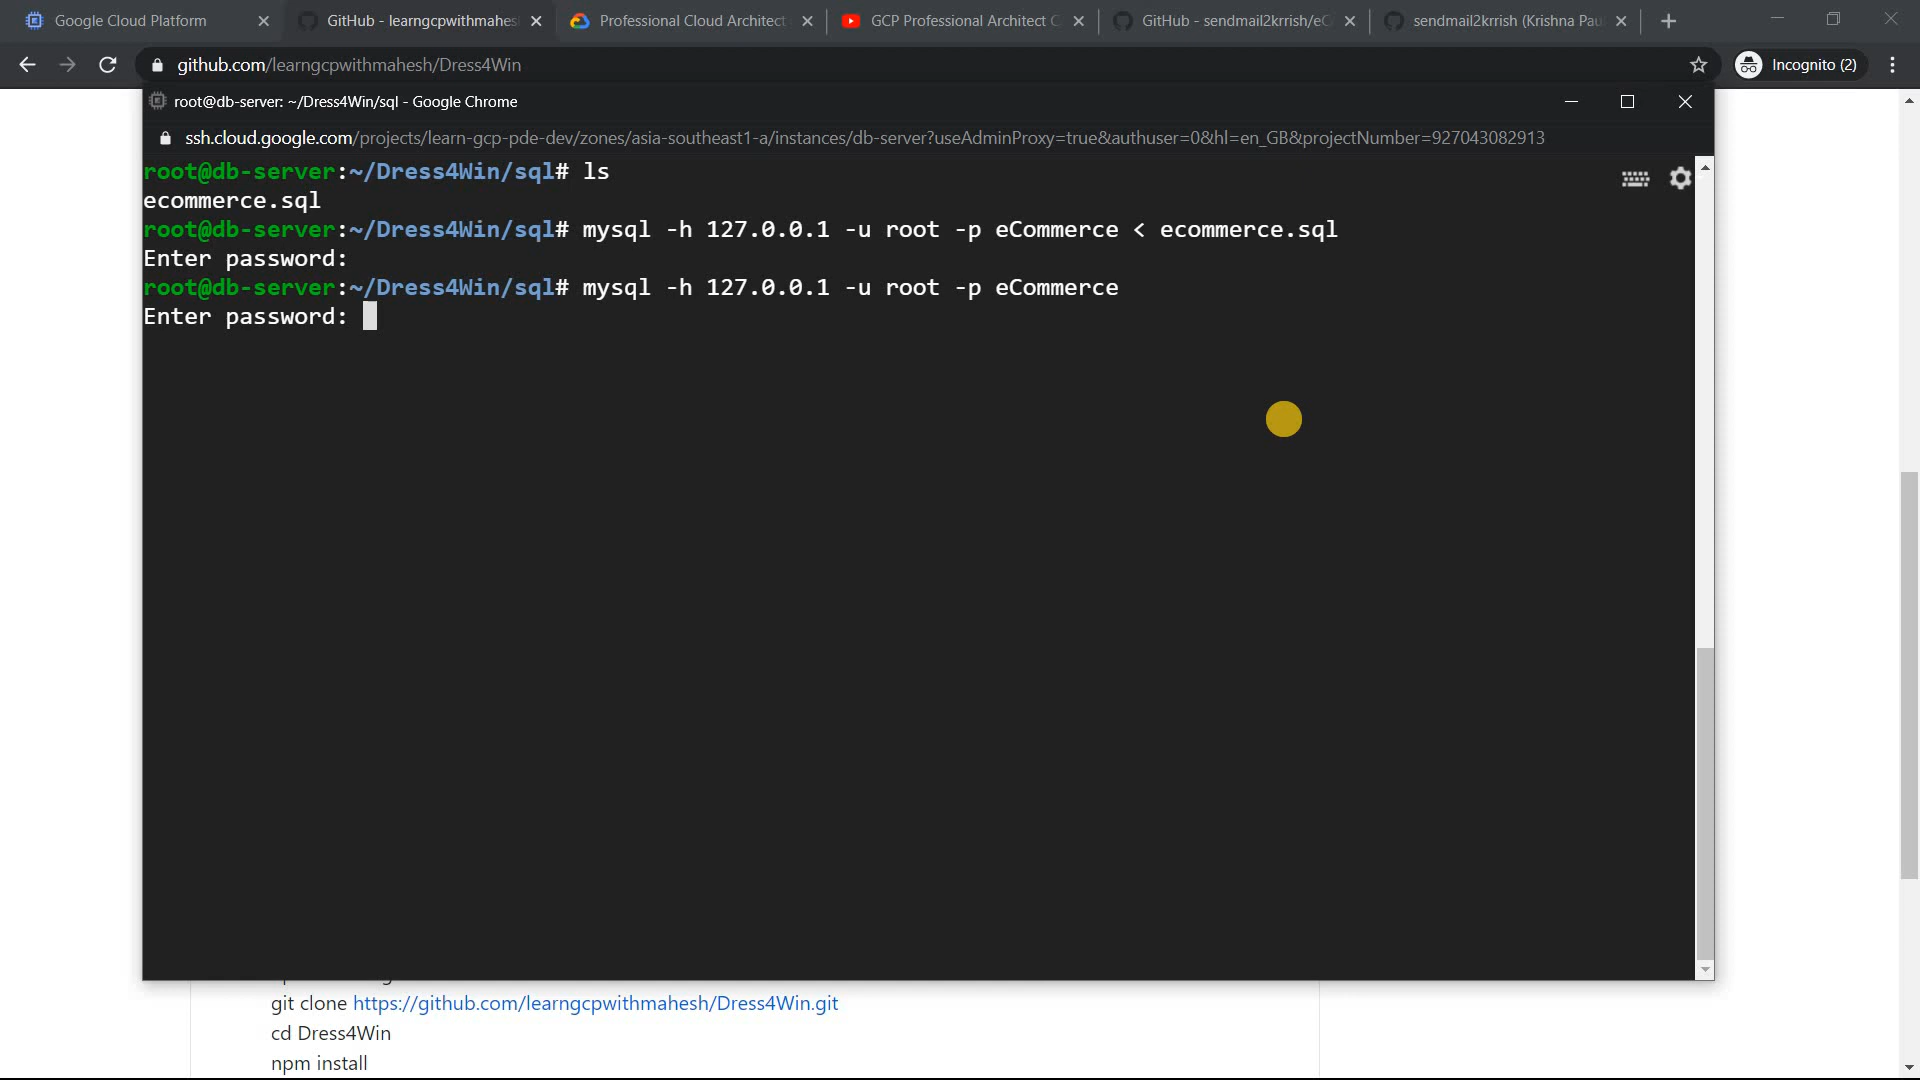 Google Cloud Platform
GitHub - learngcpwithmahes
Professional Cloud Architect
GCP Professional Architect C
GitHub - sendmail2krrish/eC
sendmail2krrish (Krishna Pau
github.com/learngcpwithmahesh/Dress4Win
Incognito (2)
root@db-server: ~/Dress4Win/sql - Google Chrome
ssh.cloud.google.com/projects/learn-gcp-pde-dev/zones/asia-southeast1-a/instances/db-server?useAdminProxy=true&authuser=0&hl=en_GB&projectNumber=927043082913
root@db-server:~/Dress4Win/sql# ls
ecommerce.sql
root@db-server:~/Dress4Win/sql# mysql -h 127.0.0.1 -u root -p eCommerce < ecommerce.sql
Enter password:
root@db-server:~/Dress4Win/sql# mysql -h 127.0.0.1 -u root -p eCommerce
Enter password:
git clone https://github.com/learngcpwithmahesh/Dress4Win.git
cd Dress4Win
npm install